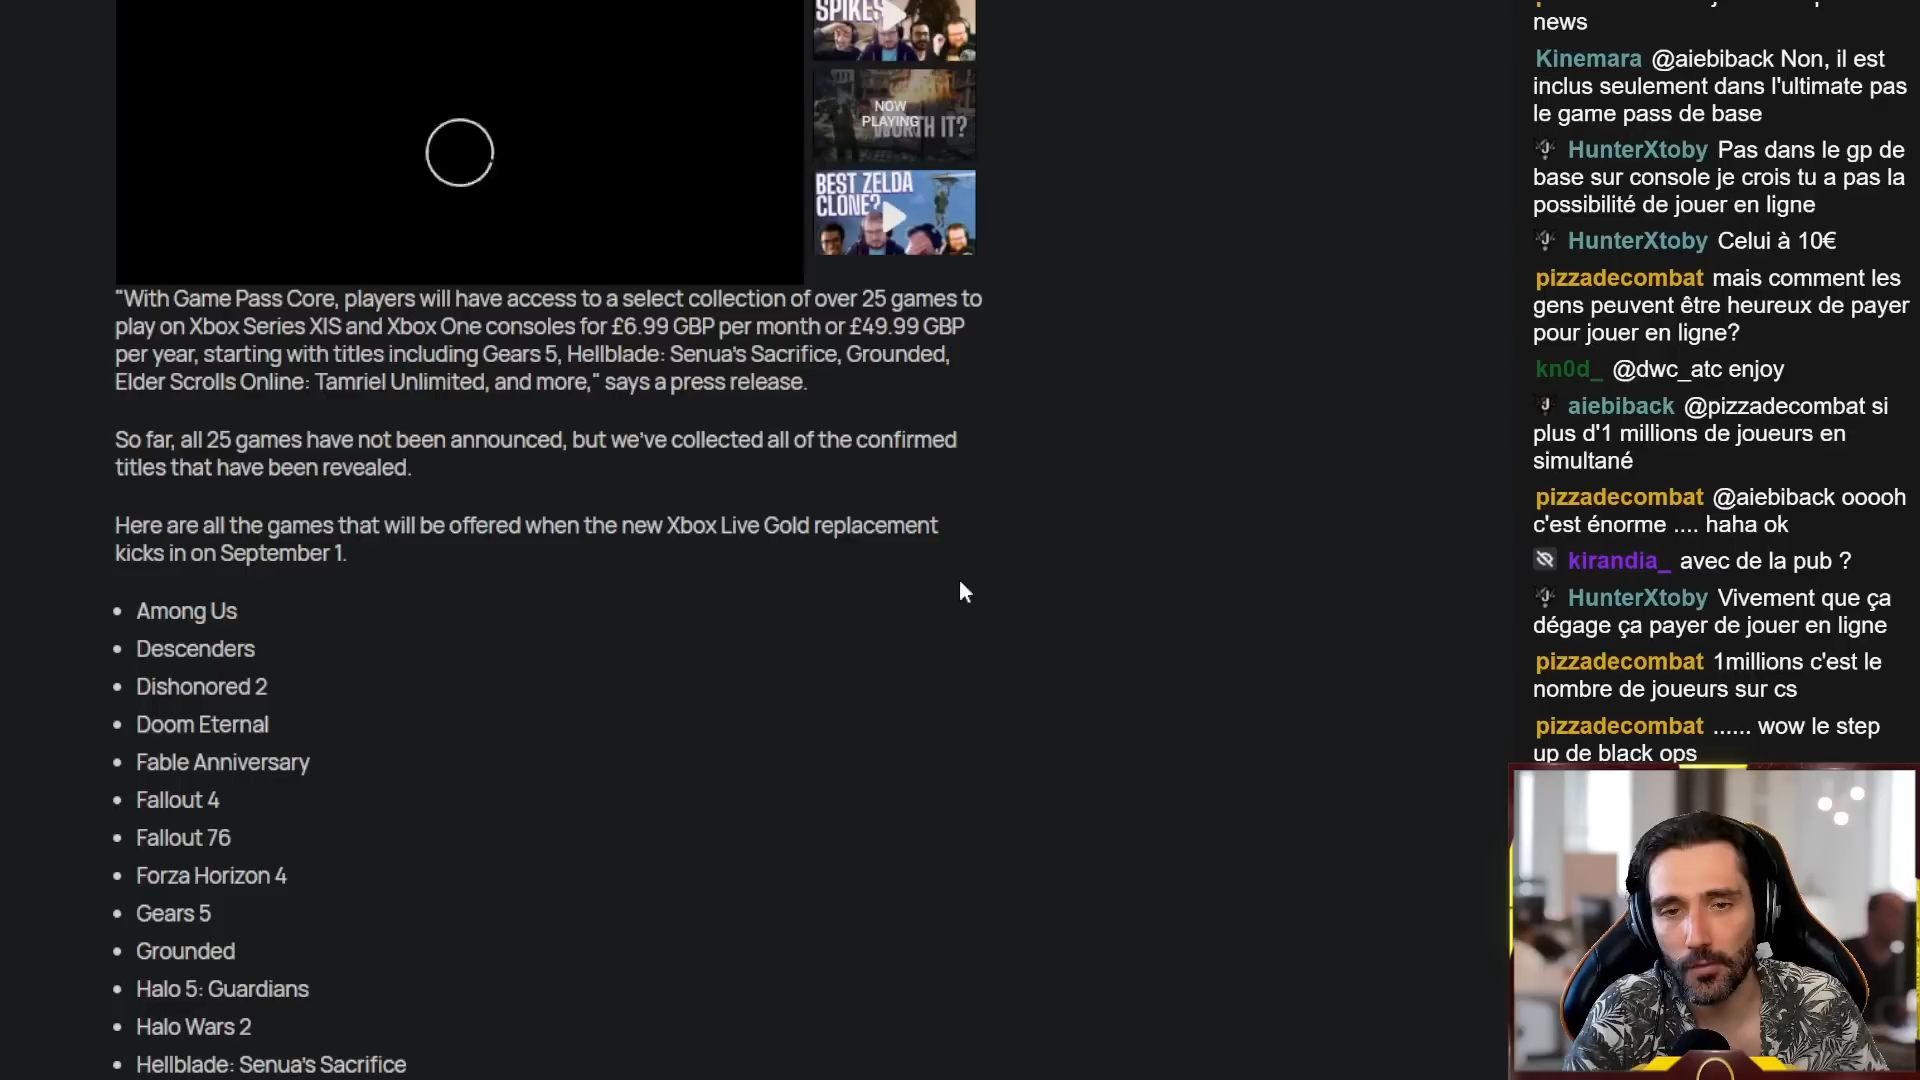 SPIKES
NOW
PLAYING
WORTH IT?
BEST ZELDA
CLONE?
"With Game Pass Core, players will have access to a select collection of over 25 games to
play on Xbox Series X|S and Xbox One consoles for £6.99 GBP per month or £49.99 GBP
per year, starting with titles including Gears 5, Hellblade: Senua's Sacrifice, Grounded,
Elder Scrolls Online: Tamriel Unlimited, and more," says a press release.
So far, all 25 games have not been announced, but we've collected all of the confirmed
titles that have been revealed.
Here are all the games that will be offered when the new Xbox Live Gold replacement
kicks in on September 1.
• Among Us
• Descenders
• Dishonored 2
• Doom Eternal
• Fable Anniversary
• Fallout 4
• Fallout 76
• Forza Horizon 4
• Gears 5
• Grounded
• Halo 5: Guardians
• Halo Wars 2
• Hellblade: Senua's Sacrifice
news
Kinemara @aiebiback Non, il est
inclus seulement dans l'ultimate pas
le game pass de base
HunterXtoby Pas dans le gp de
base sur console je crois tu a pas la
possibilité de jouer en ligne
HunterXtoby Celui à 10€
pizzadecombat mais comment les
gens peuvent être heureux de payer
pour jouer en ligne?
kn0d_ @dwc_atc enjoy
aiebiback @pizzadecombat si
plus d'1 millions de joueurs en
simultané
pizzadecombat @aiebiback ooooh
c'est énorme .... haha ok
kirandia_ avec de la pub ?
HunterXtoby Vivement que ça
dégage ça payer de jouer en ligne
pizzadecombat 1millions c'est le
nombre de joueurs sur cs
pizzadecombat ...... wow le step
up de black ops